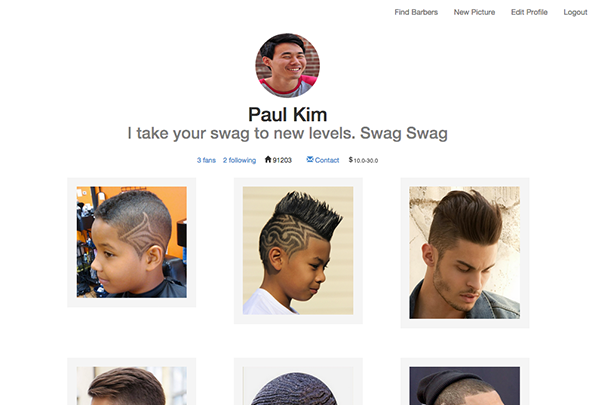 Find Barbers New Picture Edit Profile Logout
Paul Kim
I take your swag to new levels. Swag Swag
3 fans 2 following 91203 Contact $10.0-30.0